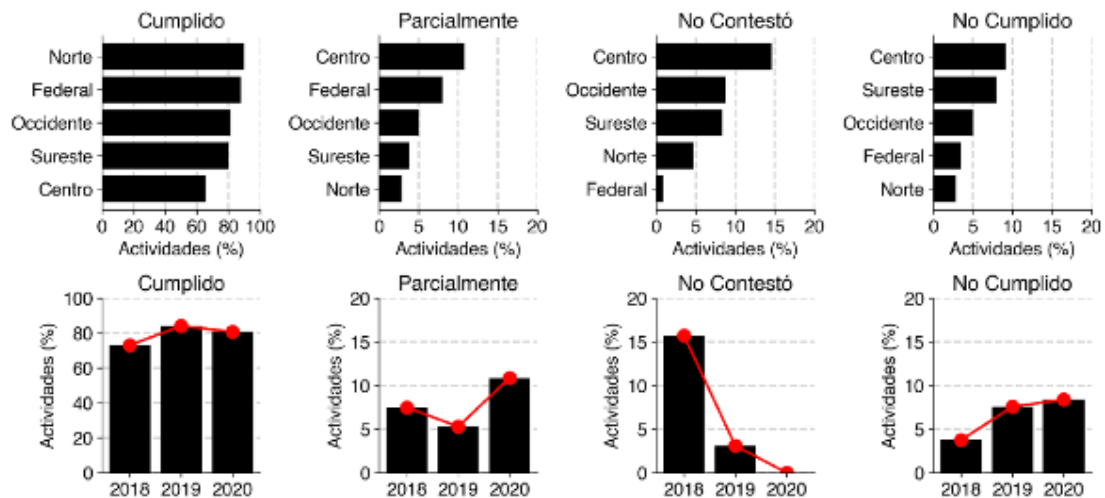 Cumplido
Norte
Federal
Occidente
Sureste
Centro
0 20 40 60 80 100
Actividades (%)
Parcialmente
Centro
Federal
Occidente
Sureste
Norte
0 5 10 15 20
Actividades (%)
No Contestó
Centro
Occidente
Sureste
Norte
Federal
0 5 10 15 20
Actividades (%)
No Cumplido
Centro
Sureste
Occidente
Federal
Norte
0 5 10 15 20
Actividades (%)
Cumplido
Actividades (%)
100
80
60
40
20
0
2018 2019 2020
Parcialmente
Actividades (%)
20
15
10
5
0
2018 2019 2020
No Contestó
Actividades (%)
20
15
10
5
0
2018 2019 2020
No Cumplido
Actividades (%)
20
15
10
5
0
2018 2019 2020